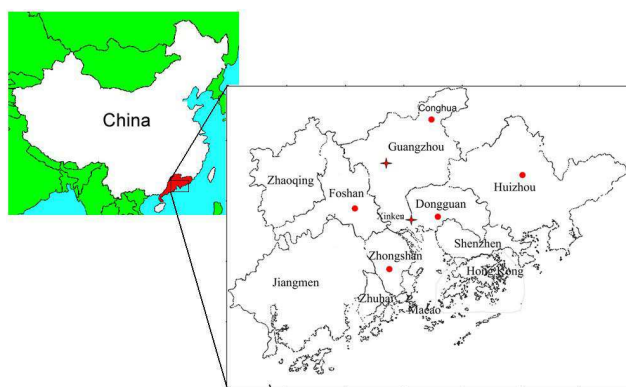 China
Conghua
Guangzhou
Zhaoqing
Huizhou
Foshan
Dongguan
Xinken
Shenzhen
Zhongshan
Hong Kong
Jiangmen
Zhuhai
Macao